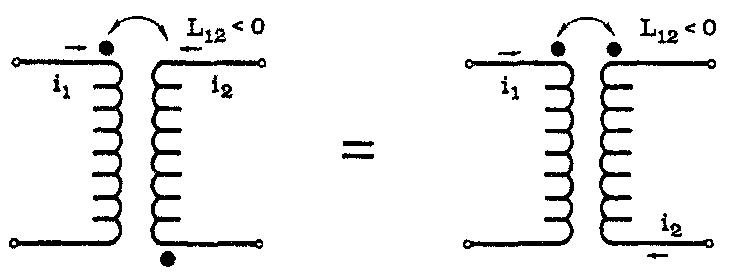 L₁₂ < 0
i₁
i₂
=
L₁₂ < 0
i₁
i₂